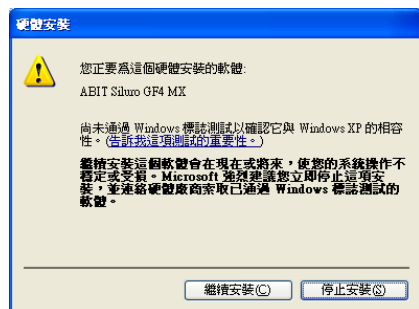 硬體安裝
您正要爲這個硬體安裝的軟體:
ABIT Siluro GF4 MX
尚未通過 Windows 標誌測試以確認它與 Windows XP 的相容
性。(告訴我這項測試的重要性。)
繼續安裝這個軟體會在現在或將來，使您的系統操作不
穩定或受損。Microsoft 強烈建議您立即停止這項安
裝，並連絡硬體廠商索取已通過 Windows 標誌測試的
軟體。
繼續安裝(C)
停止安裝(S)